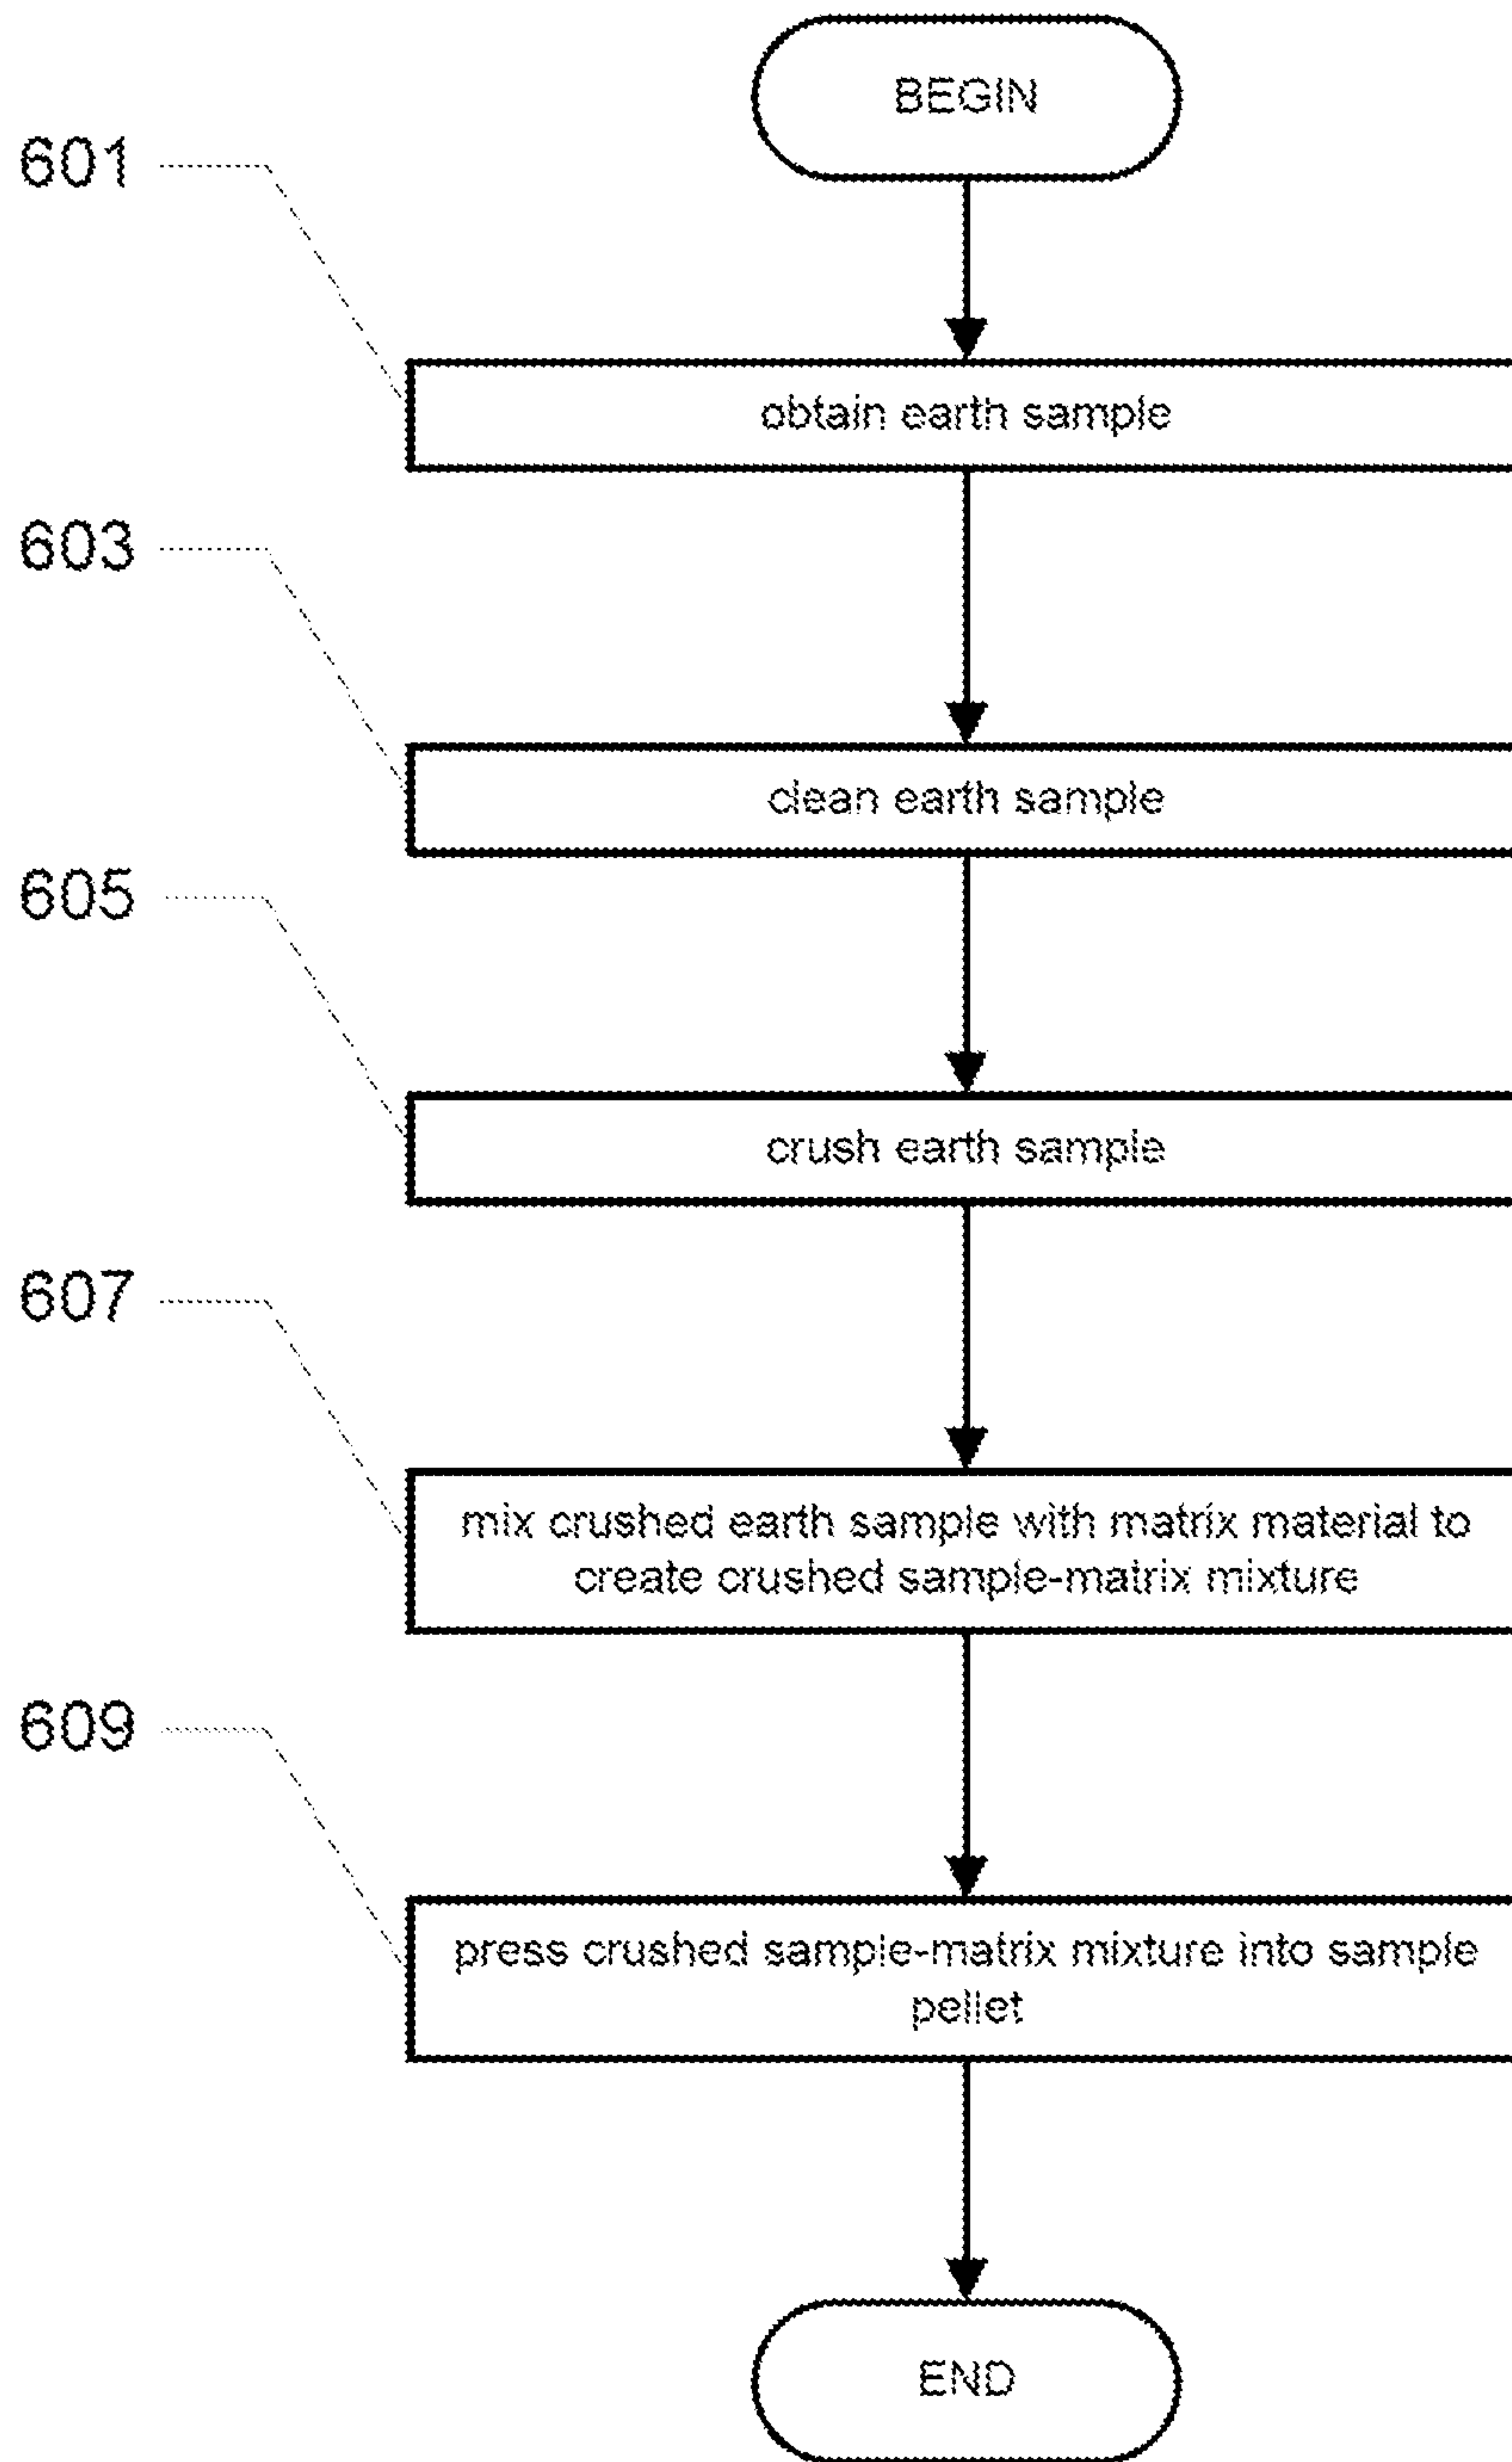 BEGIN
601
obtain earth sample
603
clean earth sample
605
crush earth sample
607
mix crushed earth sample with matrix material to
create crushed sample-matrix mixture
609
press crushed sample-matrix mixture into sample
pellet
END